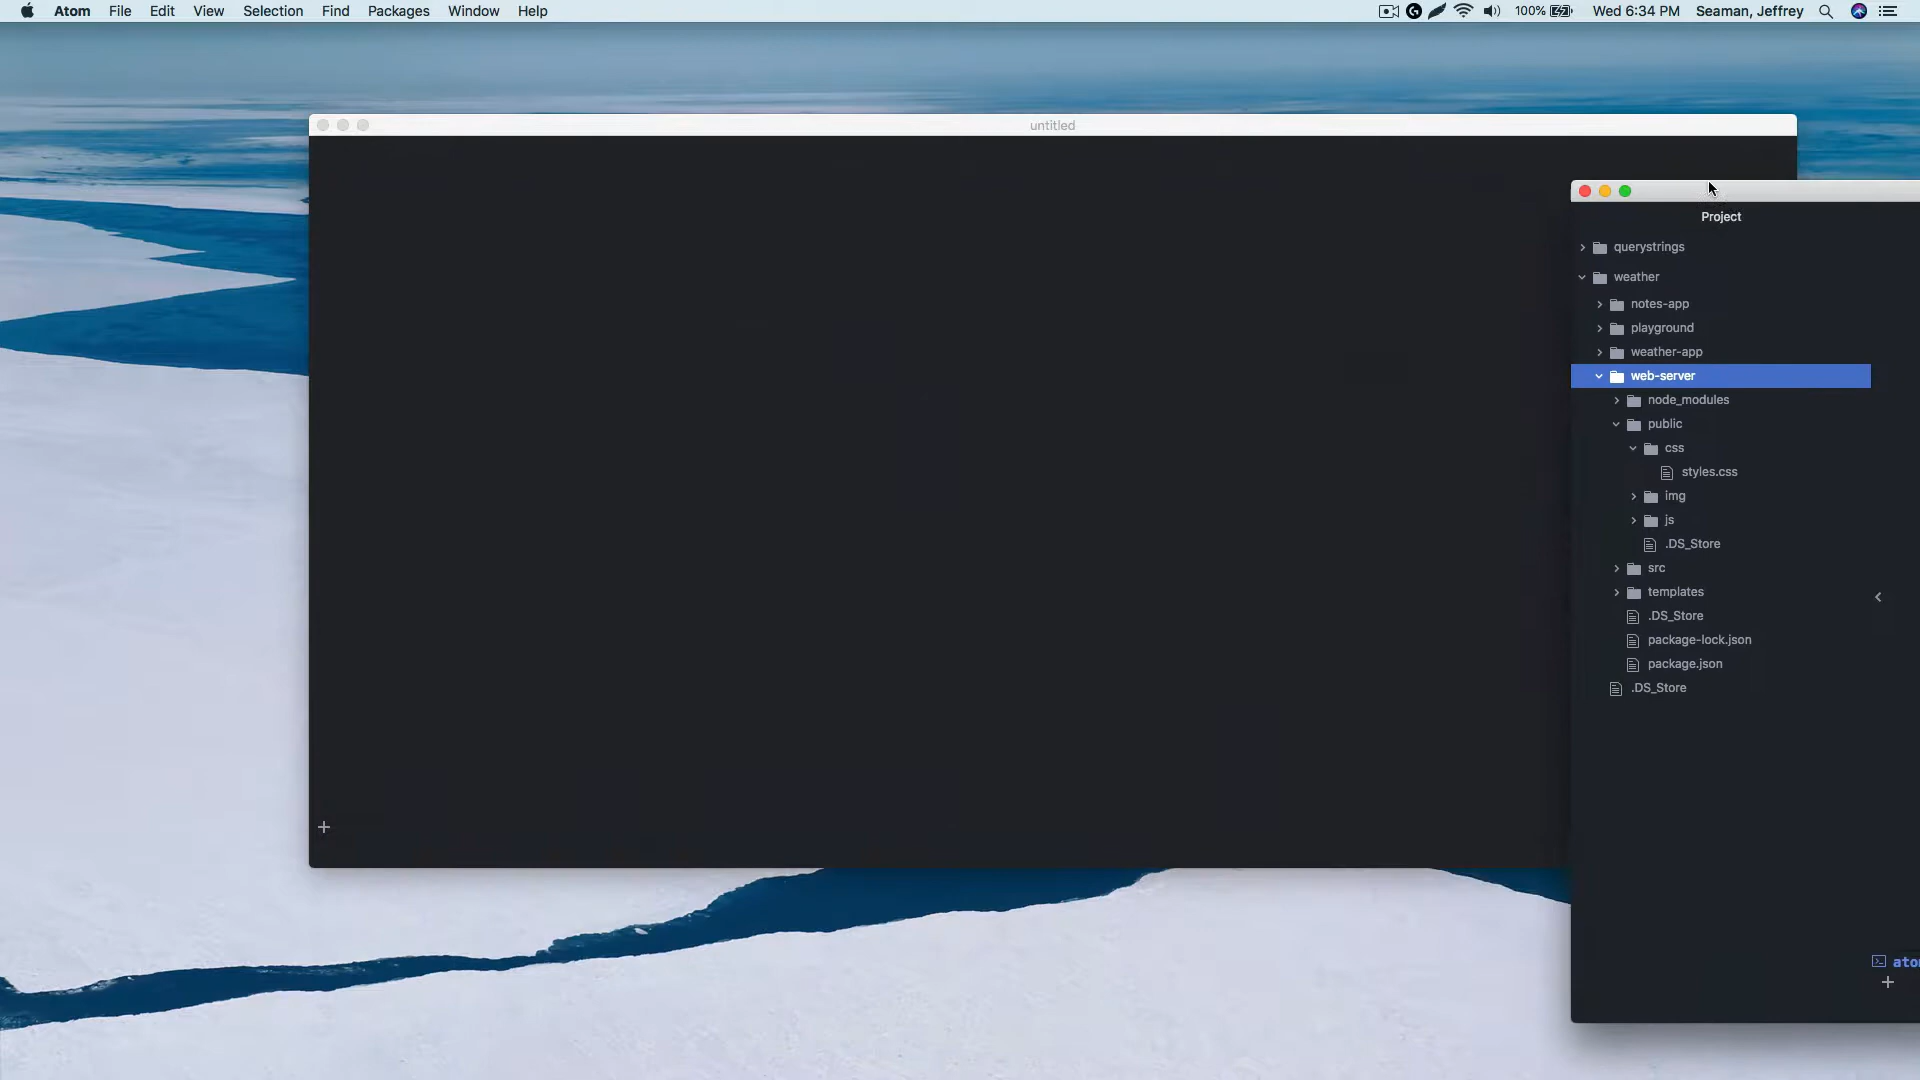 Atom File Edit View Selection Find Packages Window Help 100% Wed 6:34 PM Seaman, Jeffrey
untitled
Project
querystrings
weather
notes-app
playground
weather-app
web-server
node_modules
public
css
styles.css
img
js
.DS_Store
src
templates
.DS_Store
package-lock.json
package.json
.DS_Store
ato